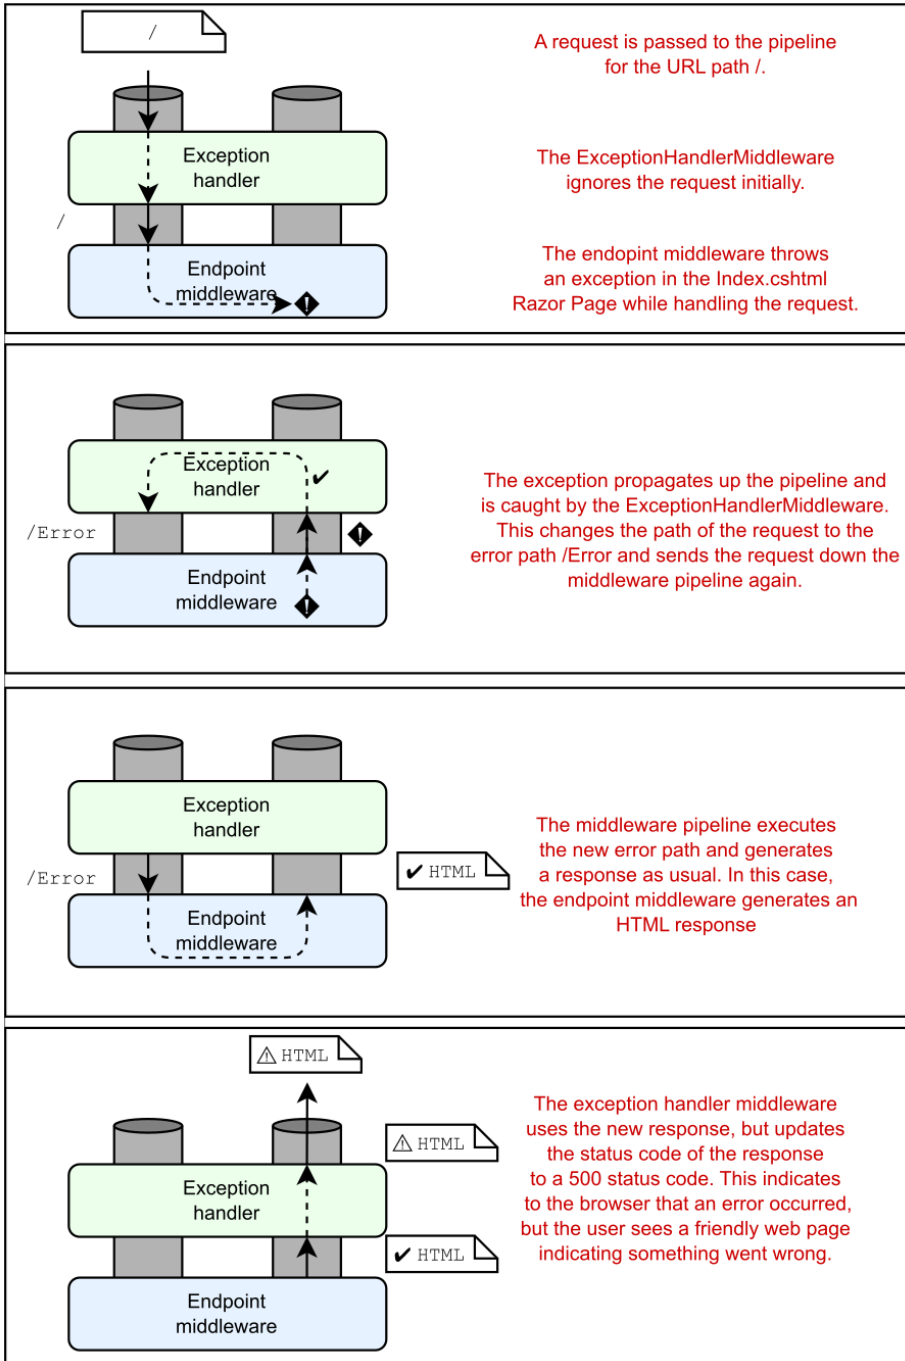 /
A request is passed to the pipeline
for the URL path /.
Exception
handler
The ExceptionHandlerMiddleware
ignores the request initially.
/
Endpoint
middleware
The endopint middleware throws
an exception in the Index.cshtml
Razor Page while handling the request.
Exception
handler
/Error
Endpoint
middleware
The exception propagates up the pipeline and
is caught by the ExceptionHandlerMiddleware.
This changes the path of the request to the
error path /Error and sends the request down the
middleware pipeline again.
Exception
handler
/Error
✔ HTML
Endpoint
middleware
The middleware pipeline executes
the new error path and generates
a response as usual. In this case,
the endpoint middleware generates an
HTML response
⚠ HTML
⚠ HTML
Exception
handler
✔ HTML
Endpoint
middleware
The exception handler middleware
uses the new response, but updates
the status code of the response
to a 500 status code. This indicates
to the browser that an error occurred,
but the user sees a friendly web page
indicating something went wrong.